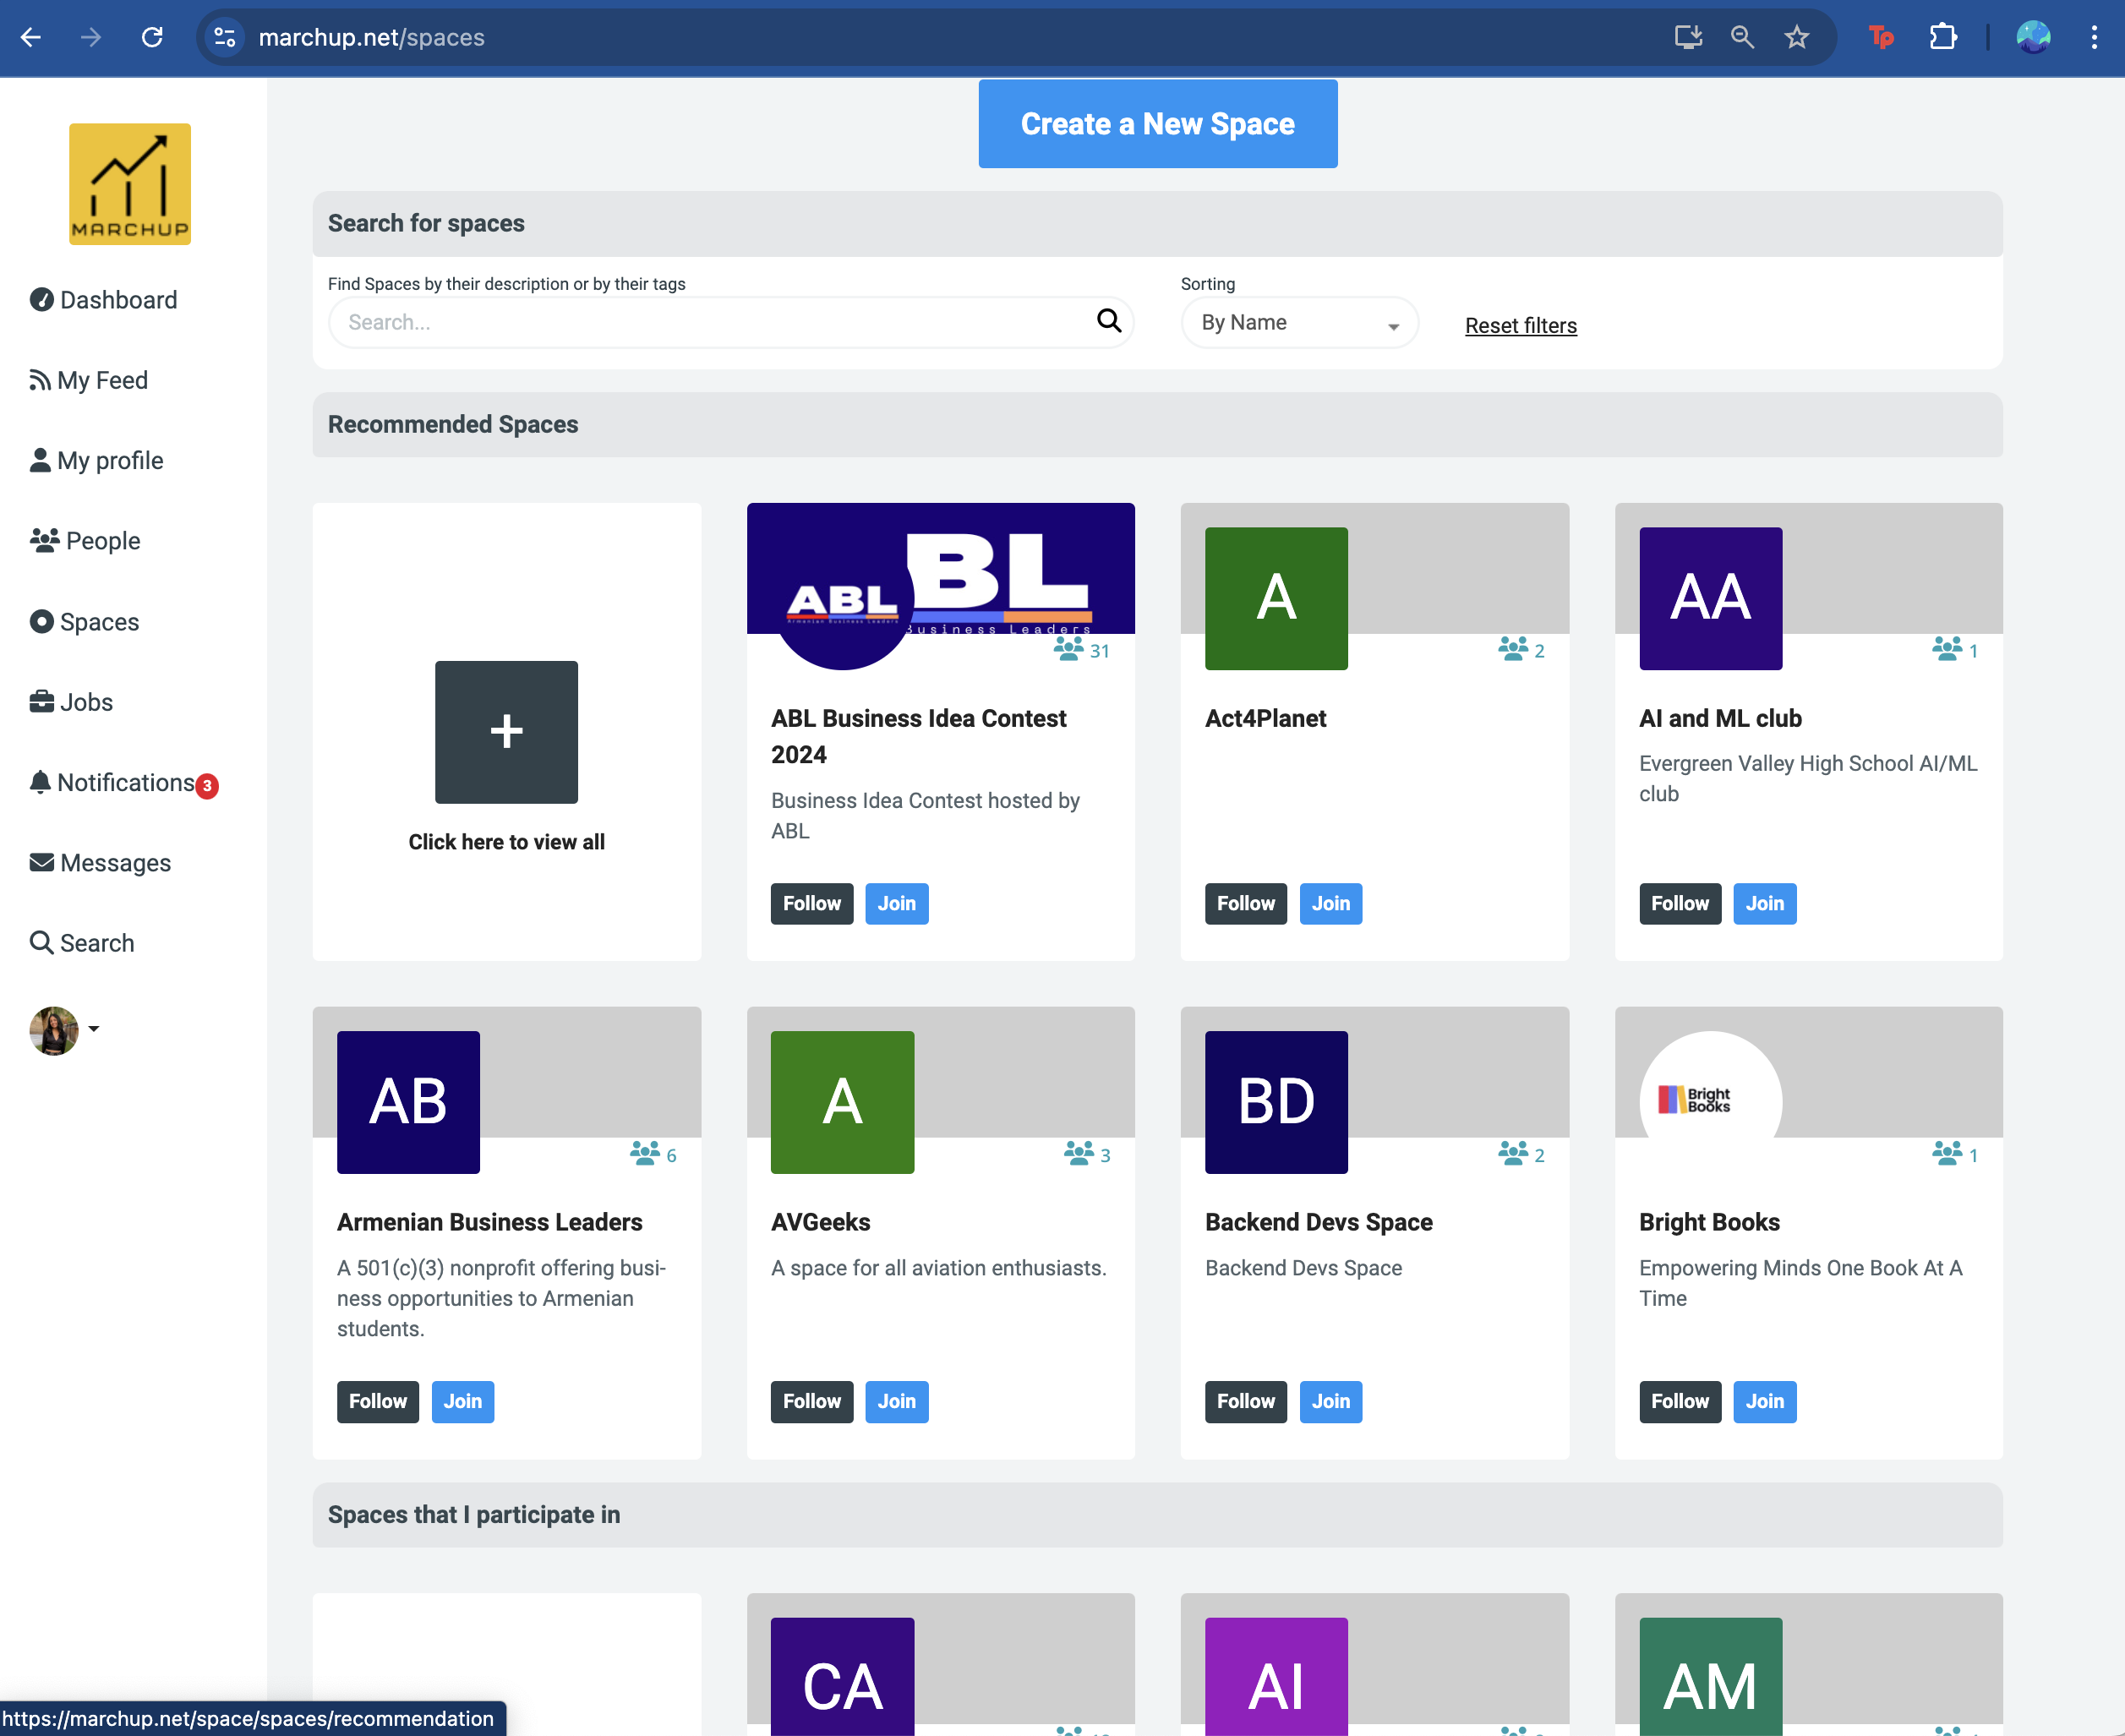 marchup.net/spaces
Tp
MARCHUP
Dashboard
My Feed
My profile
People
Spaces
Jobs
Notifications 3
Messages
Search
Create a New Space
Search for spaces
Find Spaces by their description or by their tags
Search...
Sorting
By Name
Reset filters
Recommended Spaces
+
Click here to view all
ABL
Armenian Business Leaders
BL
Business Leaders
31
ABL Business Idea Contest
2024
Business Idea Contest hosted by
ABL
Follow Join
A
2
Act4Planet
Follow Join
AA
1
AI and ML club
Evergreen Valley High School AI/ML
club
Follow Join
AB
6
Armenian Business Leaders
A 501(c)(3) nonprofit offering busi-
ness opportunities to Armenian
students.
Follow Join
A
3
AVGeeks
A space for all aviation enthusiasts.
Follow Join
BD
2
Backend Devs Space
Backend Devs Space
Follow Join
Bright
Books
1
Bright Books
Empowering Minds One Book At A
Time
Follow Join
Spaces that I participate in
CA
AI
AM
https://marchup.net/space/spaces/recommendation